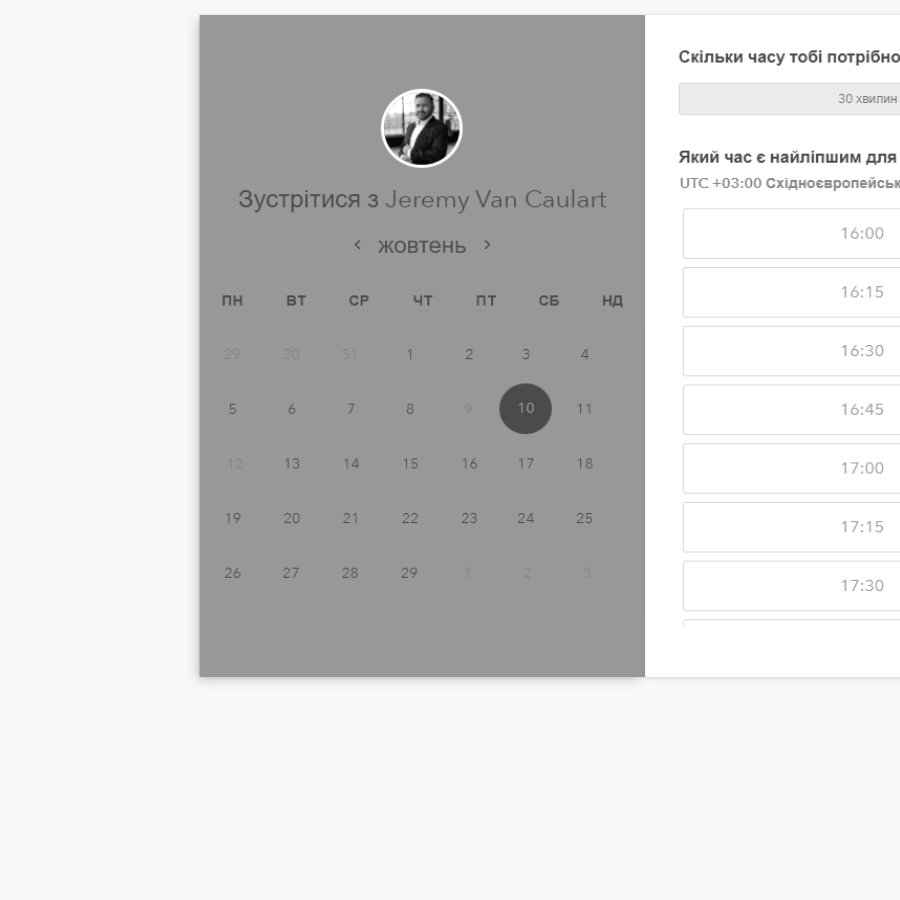 Зустрітися з Jeremy Van Caulart
жовтень
ПН ВТ СР ЧТ ПТ СБ НД
29 30 31 1 2 3 4
5 6 7 8 9 10 11
12 13 14 15 16 17 18
19 20 21 22 23 24 25
26 27 28 29 1 2 3
Скільки часу тобі потрібно
30 хвилин
Який час є найліпшим для
UTC +03:00 Східноєвропейськ
16:00
16:15
16:30
16:45
17:00
17:15
17:30